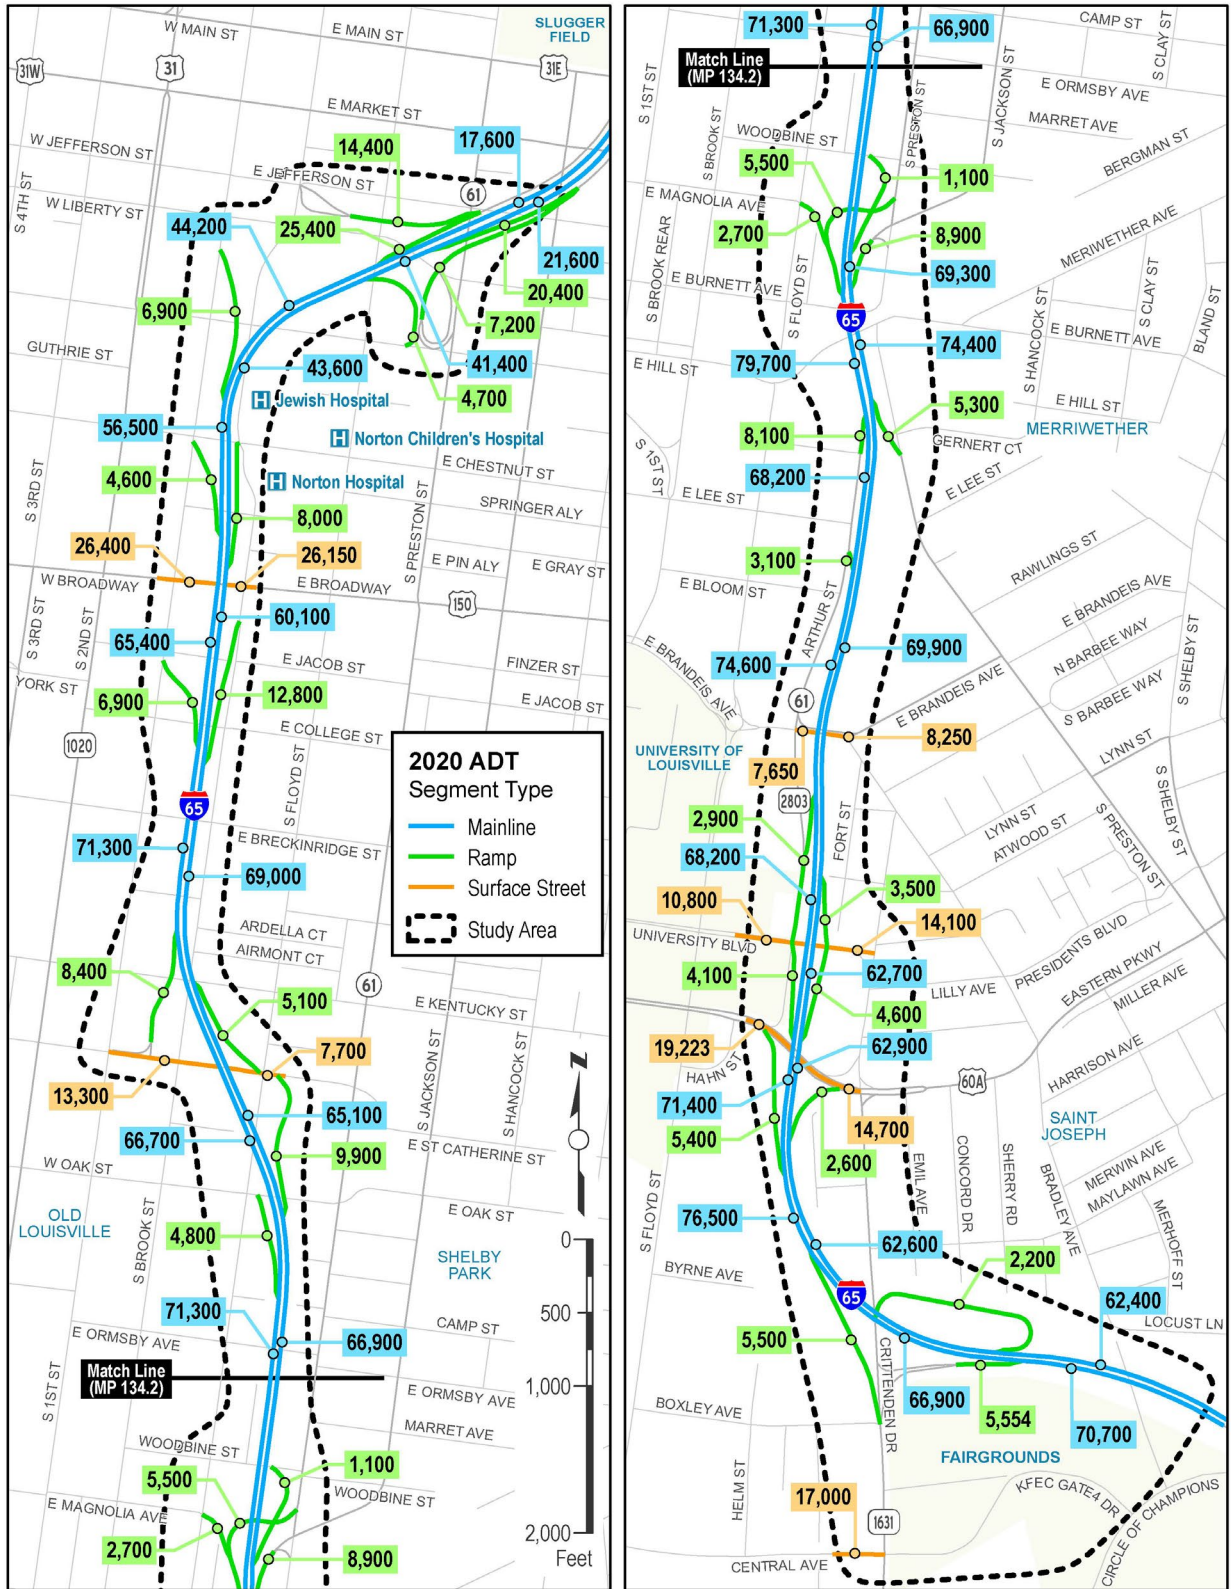 SLUGGER
FIELD
W MAIN ST
E MAIN ST
31W
31
31E
E MARKET ST
14,400
17,600
W JEFFERSON ST
E JEFFERSON ST
61
S 4TH ST
W LIBERTY ST
44,200
25,400
21,600
20,400
6,900
7,200
GUTHRIE ST
43,600
41,400
4,700
H Jewish Hospital
56,500
H Norton Children's Hospital
E CHESTNUT ST
4,600
H Norton Hospital
S 3RD ST
SPRINGER ALY
8,000
S PRESTON ST
26,400
26,150
E PIN ALY
E GRAY ST
W BROADWAY
E BROADWAY
150
60,100
S 3RD ST
S 2ND ST
65,400
E JACOB ST
FINZER ST
YORK ST
6,900
12,800
E JACOB ST
1020
E COLLEGE ST
S FLOYD ST
2020 ADT
Segment Type
Mainline
Ramp
Surface Street
Study Area
65
71,300
E BRECKINRIDGE ST
69,000
ARDELLA CT
AIRMONT CT
8,400
61
5,100
E KENTUCKY ST
7,700
S JACKSON ST
S HANCOCK ST
Z
13,300
65,100
66,700
9,900
E ST CATHERINE ST
W OAK ST
OLD
LOUISVILLE
S BROOK ST
4,800
E OAK ST
SHELBY
PARK
0
71,300
500
CAMP ST
E ORMSBY AVE
66,900
Match Line
(MP 134.2)
1,000
S 1ST ST
E ORMSBY AVE
MARRET AVE
WOODBINE ST
5,500
1,100
WOODBINE ST
E MAGNOLIA AVE
2,700
8,900
2,000
Feet
71,300
66,900
CAMP ST
S CLAY ST
Match Line
(MP 134.2)
S 1ST ST
S BROOK ST
S PRESTON ST
S JACKSON ST
E ORMSBY AVE
MARRET AVE
WOODBINE ST
BERGMAN ST
5,500
1,100
E MAGNOLIA AVE
2,700
8,900
MERIWETHER AVE
69,300
S BROOK REAR
E BURNETT AVE
S FLOYD ST
65
S HANCOCK ST
S CLAY ST
BLAND ST
E BURNETT AVE
74,400
79,700
E HILL ST
5,300
E HILL ST
8,100
GERNERT CT
MERRIWETHER
S 1ST ST
68,200
E LEE ST
E LEE ST
3,100
RAWLINGS ST
E BLOOM ST
ARTHUR ST
E BRANDEIS AVE
N BARBEE WAY
S SHELBY ST
E BRANDEIS AVE
69,900
74,600
S BARBEE WAY
61
E BRANDEIS AVE
8,250
LYNN ST
UNIVERSITY OF
LOUISVILLE
7,650
2803
S SHELBY ST
2,900
FORT ST
LYNN ST
ATWOOD ST
S PRESTON ST
68,200
3,500
10,800
14,100
UNIVERSITY BLVD
PRESIDENTS BLVD
EASTERN PKWY
4,100
62,700
LILLY AVE
MILLER AVE
4,600
19,223
62,900
HARRISON AVE
HAHN ST
60A
71,400
14,700
SAINT
JOSEPH
5,400
2,600
EMIL AVE
CONCORD DR
SHERRY RD
BRADLEY AVE
MERWIN AVE
MAYLAWN AVE
S FLOYD ST
76,500
62,600
MERHOFF ST
BYRNE AVE
2,200
65
62,400
LOCUST LN
5,500
CRITTENDEN DR
66,900
5,554
70,700
BOXLEY AVE
FAIRGROUNDS
HELM ST
17,000
KFEC GATE4 DR
1631
CIRCLE OF CHAMPIONS
CENTRAL AVE